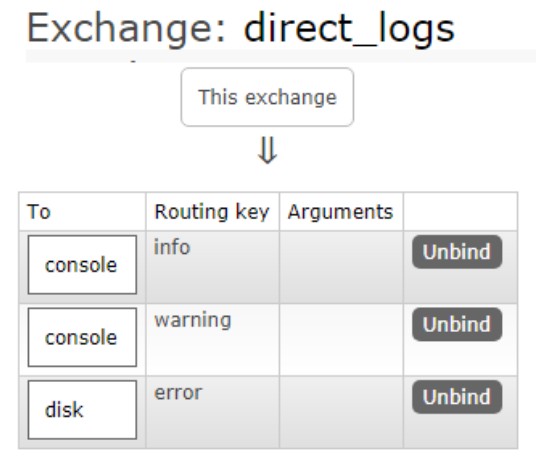 Exchange: direct_logs
This exchange
⇓
To Routing key Arguments
console info Unbind
console warning Unbind
disk error Unbind